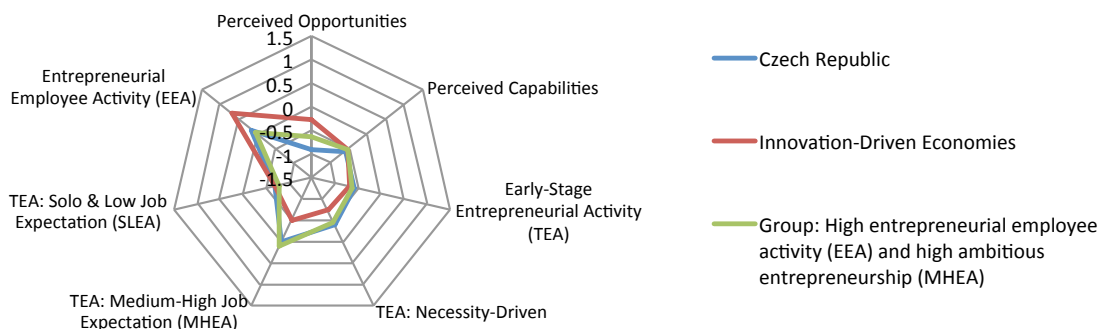 Perceived Opportunities
1.5
1
0.5
0
-0.5
-1
-1.5
Perceived Capabilities
Early-Stage
Entrepreneurial Activity
(TEA)
TEA: Necessity-Driven
TEA: Medium-High Job
Expectation (MHEA)
TEA: Solo & Low Job
Expectation (SLEA)
Entrepreneurial
Employee Activity (EEA)
Czech Republic
Innovation-Driven Economies
Group: High entrepreneurial employee
activity (EEA) and high ambitious
entrepreneurship (MHEA)